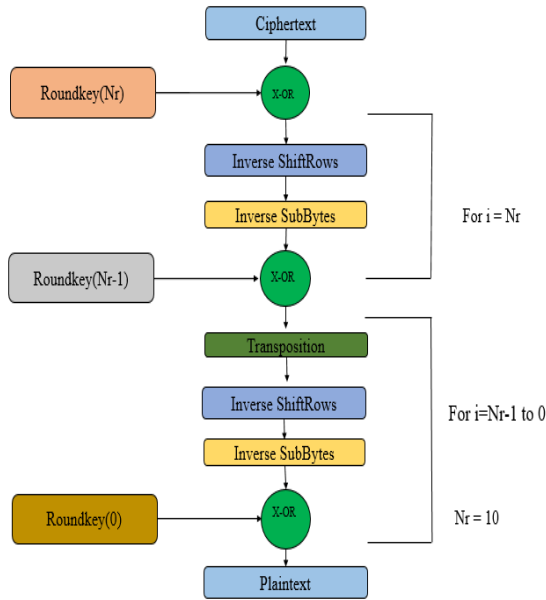 Ciphertext
Roundkey(Nr)
X-OR
Inverse ShiftRows
Inverse SubBytes
For i = Nr
Roundkey(Nr-1)
X-OR
Transposition
Inverse ShiftRows
For i=Nr-1 to 0
Inverse SubBytes
Roundkey(0)
X-OR
Nr = 10
Plaintext